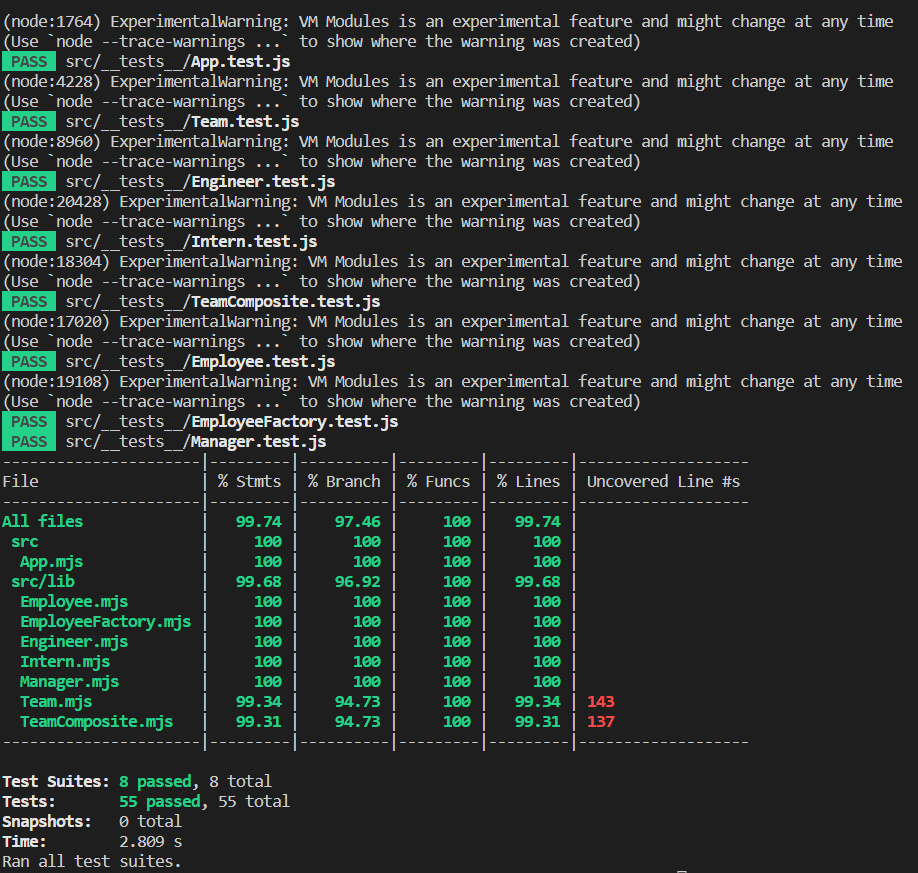 (node:1764) ExperimentalWarning: VM Modules is an experimental feature and might change at any time
(Use `node --trace-warnings ...` to show where the warning was created)
PASS src/__tests__/App.test.js
(node:4228) ExperimentalWarning: VM Modules is an experimental feature and might change at any time
(Use `node --trace-warnings ...` to show where the warning was created)
PASS src/__tests__/Team.test.js
(node:8960) ExperimentalWarning: VM Modules is an experimental feature and might change at any time
(Use `node --trace-warnings ...` to show where the warning was created)
PASS src/__tests__/Engineer.test.js
(node:20428) ExperimentalWarning: VM Modules is an experimental feature and might change at any time
(Use `node --trace-warnings ...` to show where the warning was created)
PASS src/__tests__/Intern.test.js
(node:18304) ExperimentalWarning: VM Modules is an experimental feature and might change at any time
(Use `node --trace-warnings ...` to show where the warning was created)
PASS src/__tests__/TeamComposite.test.js
(node:17020) ExperimentalWarning: VM Modules is an experimental feature and might change at any time
(Use `node --trace-warnings ...` to show where the warning was created)
PASS src/__tests__/Employee.test.js
(node:19108) ExperimentalWarning: VM Modules is an experimental feature and might change at any time
(Use `node --trace-warnings ...` to show where the warning was created)
PASS src/__tests__/EmployeeFactory.test.js
PASS src/__tests__/Manager.test.js
----------------------|---------|----------|---------|---------|-------------------
File                  | % Stmts | % Branch | % Funcs | % Lines | Uncovered Line #s
----------------------|---------|----------|---------|---------|-------------------
All files             |   99.74 |    97.46 |     100 |   99.74 |
 src                  |     100 |      100 |     100 |     100 |
  App.mjs             |     100 |      100 |     100 |     100 |
 src/lib              |   99.68 |    96.92 |     100 |   99.68 |
  Employee.mjs        |     100 |      100 |     100 |     100 |
  EmployeeFactory.mjs |     100 |      100 |     100 |     100 |
  Engineer.mjs        |     100 |      100 |     100 |     100 |
  Intern.mjs          |     100 |      100 |     100 |     100 |
  Manager.mjs         |     100 |      100 |     100 |     100 |
  Team.mjs            |   99.34 |    94.73 |     100 |   99.34 | 143
  TeamComposite.mjs   |   99.31 |    94.73 |     100 |   99.31 | 137
----------------------|---------|----------|---------|---------|-------------------
Test Suites: 8 passed, 8 total
Tests:       55 passed, 55 total
Snapshots:   0 total
Time:        2.809 s
Ran all test suites.